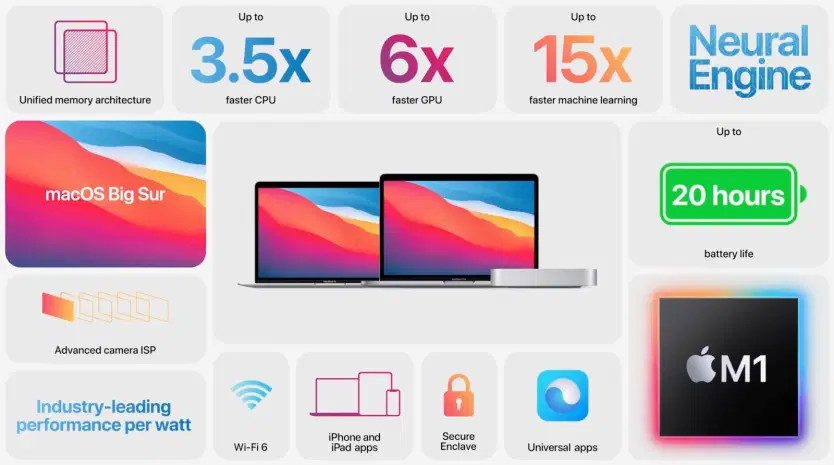 Unified memory architecture
Up to
3.5x
faster CPU
Up to
6x
faster GPU
Up to
15x
faster machine learning
Neural
Engine
macOS Big Sur
Up to
20 hours
battery life
Advanced camera ISP
M1
Industry-leading
performance per watt
Wi-Fi 6
iPhone and
iPad apps
Secure
Enclave
Universal apps